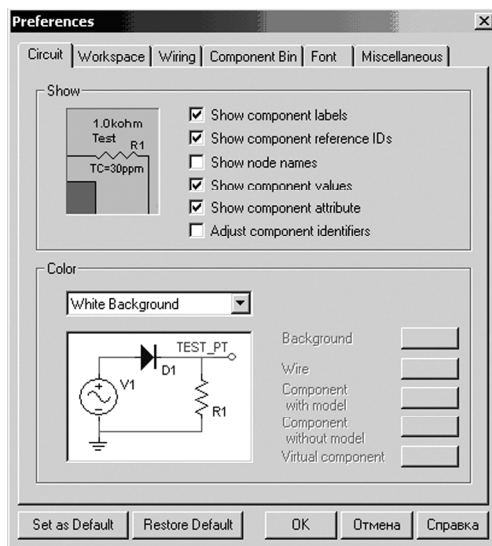 Preferences
Circuit Workspace Wiring Component Bin Font Miscellaneous
Show
1.0kohm
Test
R1
TC=30ppm
Show component labels
Show component reference IDs
Show node names
Show component values
Show component attribute
Adjust component identifiers
Color
White Background
TEST_PT
D1
V1
R1
Background
Wire
Component
with model
Component
without model
Virtual component
Set as Default Restore Default OK Отмена Справка